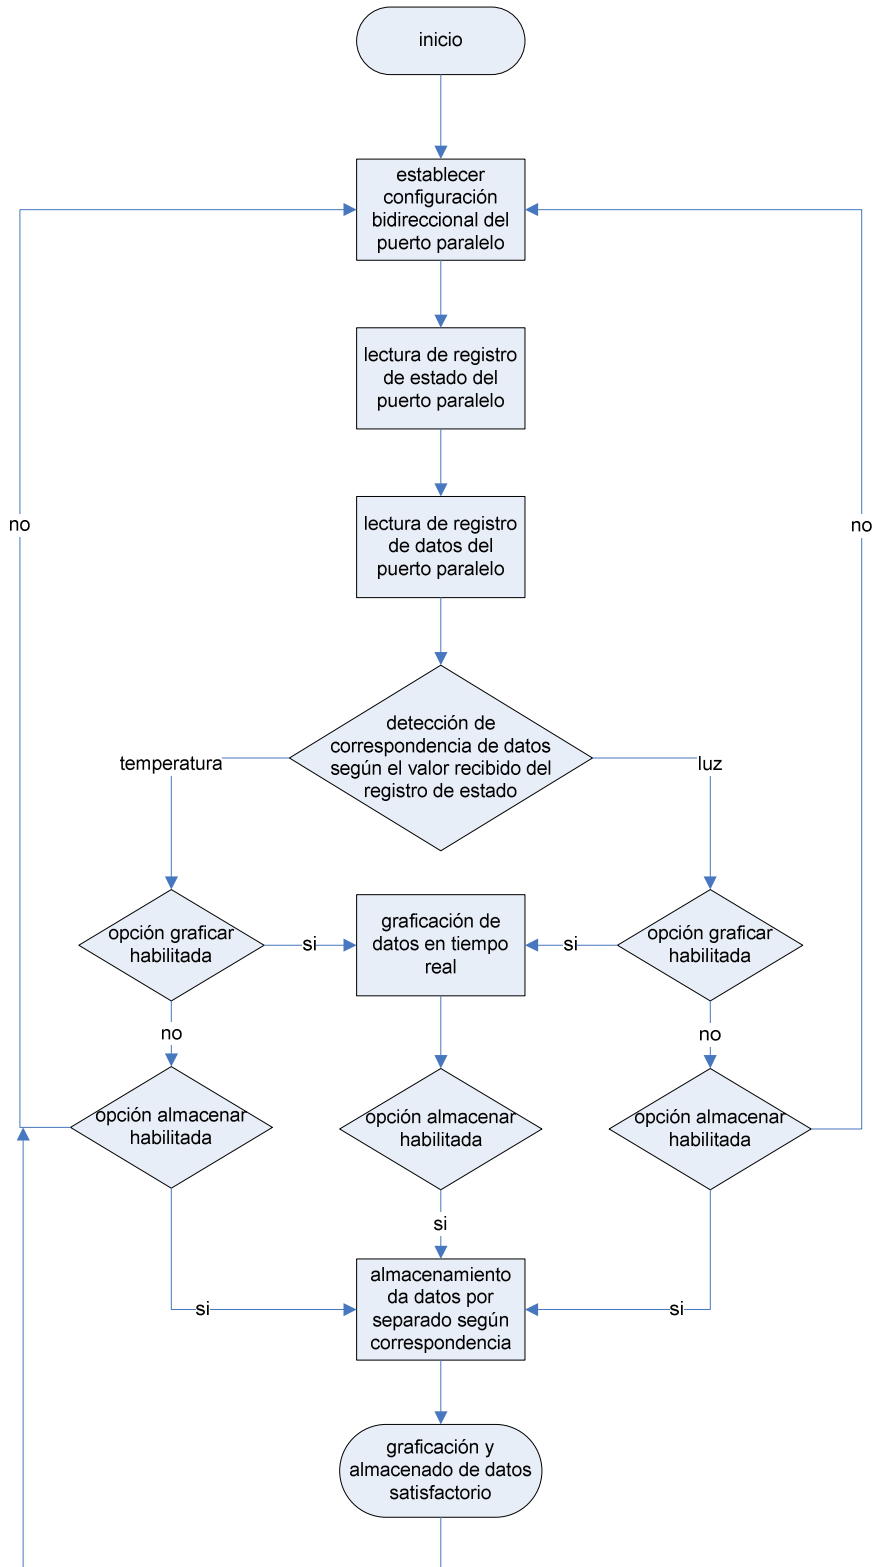 inicio
establecer
configuración
bidireccional del
puerto paralelo
lectura de registro
de estado del
puerto paralelo
no
no
lectura de registro
de datos del
puerto paralelo
detección de
correspondencia de datos
según el valor recibido del
registro de estado
temperatura
luz
opción graficar
habilitada
si
graficación de
datos en tiempo
real
si
opción graficar
habilitada
no
no
opción almacenar
habilitada
opción almacenar
habilitada
opción almacenar
habilitada
si
si
almacenamiento
da datos por
separado según
correspondencia
si
graficación y
almacenado de datos
satisfactorio